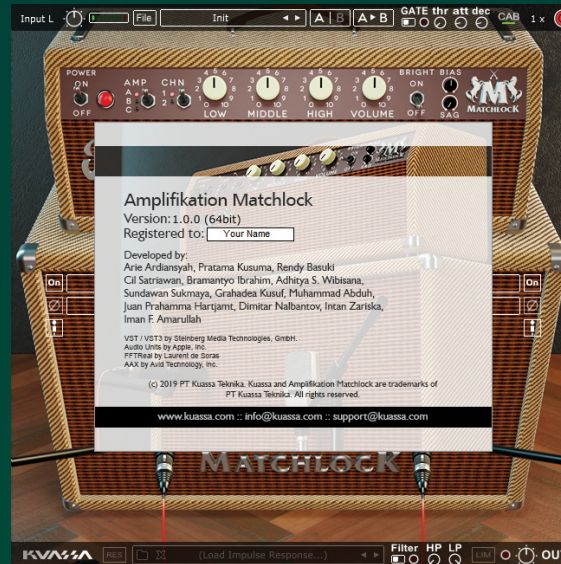 Input L File Init A | B A ▸ B GATE thr att dec CAB 1 x
POWER
ON
OFF
AMP
A
B
C
CHN
1
2
LOW
MIDDLE
HIGH
VOLUME
BRIGHT
ON
OFF
BIAS
SAG
MATCHLOCK
Amplifikation Matchlock
Version: 1.0.0 (64bit)
Registered to: Your Name
Developed by:
Arie Ardiansyah, Pratama Kusuma, Rendy Basuki
Cil Satriawan, Bramantyo Ibrahim, Adhitya S. Wibisana,
Sundawan Sukmaya, Grahadea Kusuf, Muhammad Abduh,
Juan Prahamma Hartjamt, Dimitar Nalbantov, Intan Zariska,
Iman F. Amarullah
VST / VST3 by Steinberg Media Technologies, GmbH.
Audio Units by Apple, Inc.
FFTReal by Laurent de Soras
AAX by Avid Technology, Inc.
(c) 2019 PT Kuassa Teknika. Kuassa and Amplifikation Matchlock are trademarks of
PT Kuassa Teknika. All rights reserved.
www.kuassa.com :: info@kuassa.com :: support@kuassa.com
On
On
MATCHLOCK
KUASSA RES (Load Impulse Response...) Filter HP LP LIM OUT